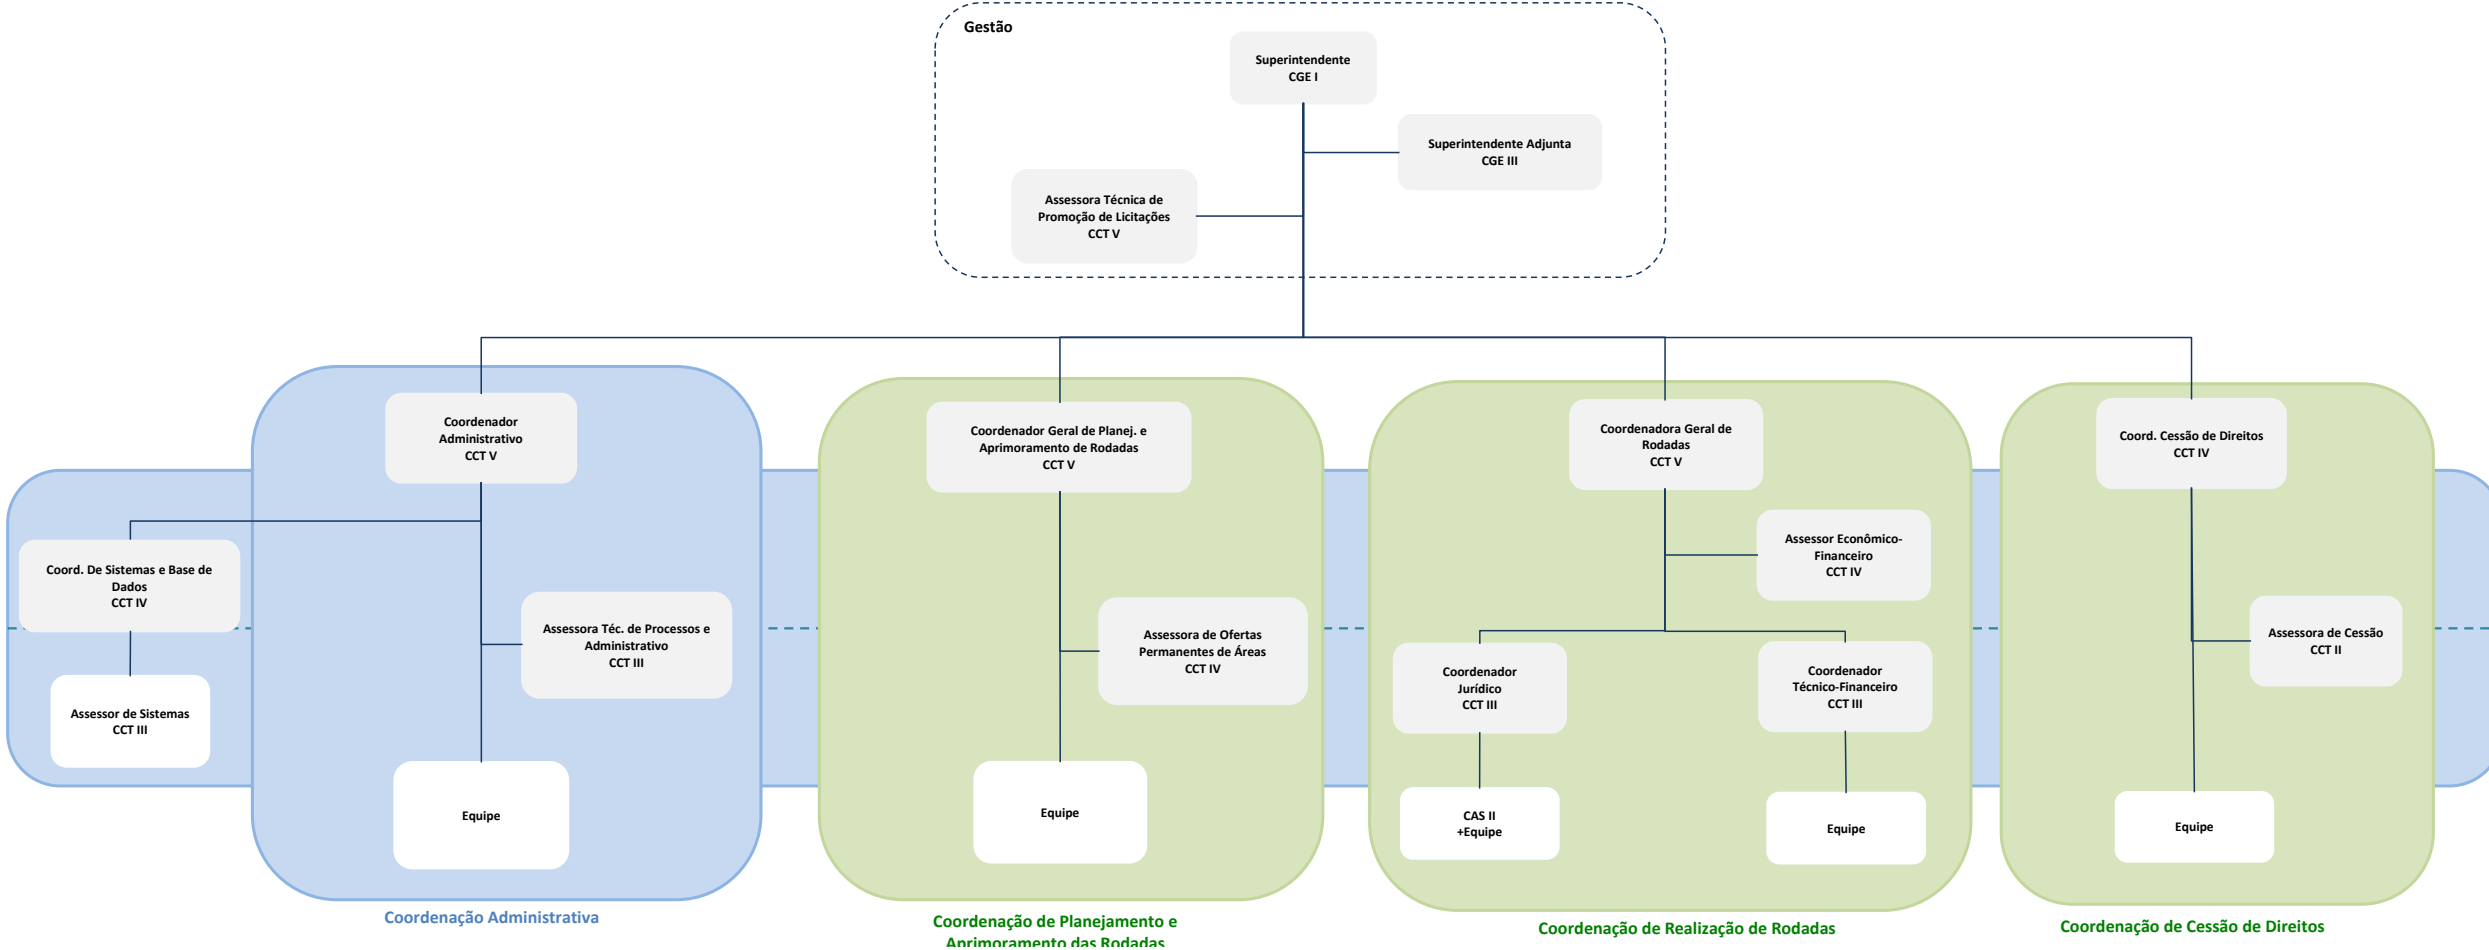 Gestão
Superintendente
CGE I
Superintendente Adjunta
CGE III
Assessora Técnica de
Promoção de Licitações
CCT V
Coordenador
Administrativo
CCT V
Coord. De Sistemas e Base de
Dados
CCT IV
Assessora Téc. de Processos e
Administrativo
CCT III
Assessor de Sistemas
CCT III
Equipe
Coordenação Administrativa
Coordenador Geral de Planej. e
Aprimoramento de Rodadas
CCT V
Assessora de Ofertas
Permanentes de Áreas
CCT IV
Equipe
Coordenação de Planejamento e
Aprimoramento das Rodadas
Coordenadora Geral de
Rodadas
CCT V
Assessor Econômico-
Financeiro
CCT IV
Coordenador
Jurídico
CCT III
Coordenador
Técnico-Financeiro
CCT III
CAS II
+Equipe
Equipe
Coordenação de Realização de Rodadas
Coord. Cessão de Direitos
CCT IV
Assessora de Cessão
CCT II
Equipe
Coordenação de Cessão de Direitos